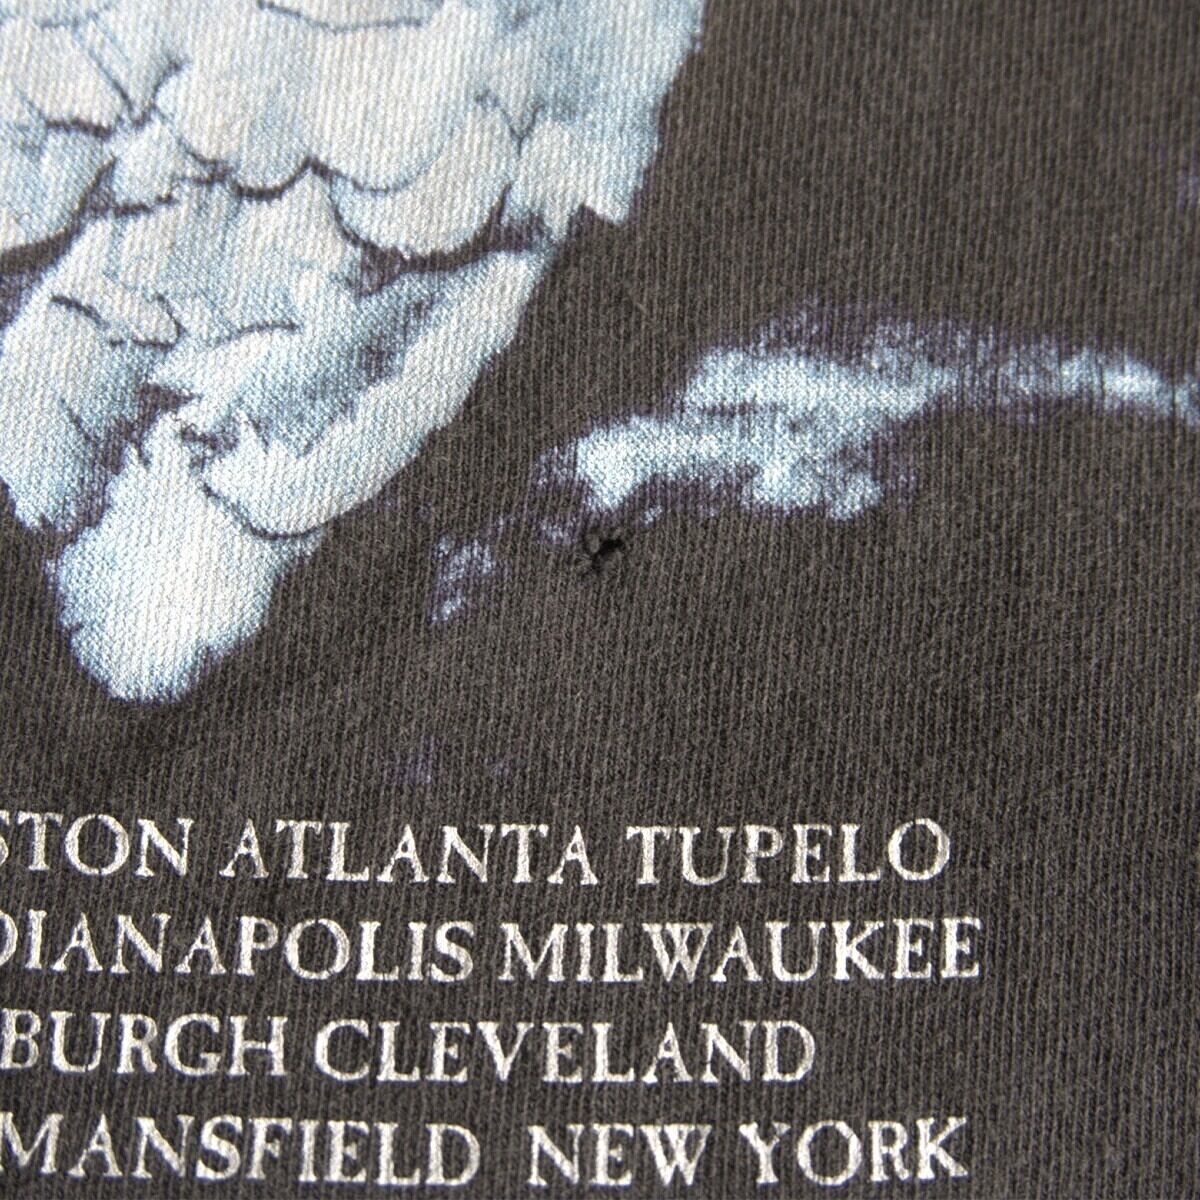 STON ATLANTA TUPELO
DIANAPOLIS MILWAUKEE
BURGH CLEVELAND
MANSFIELD NEW YORK